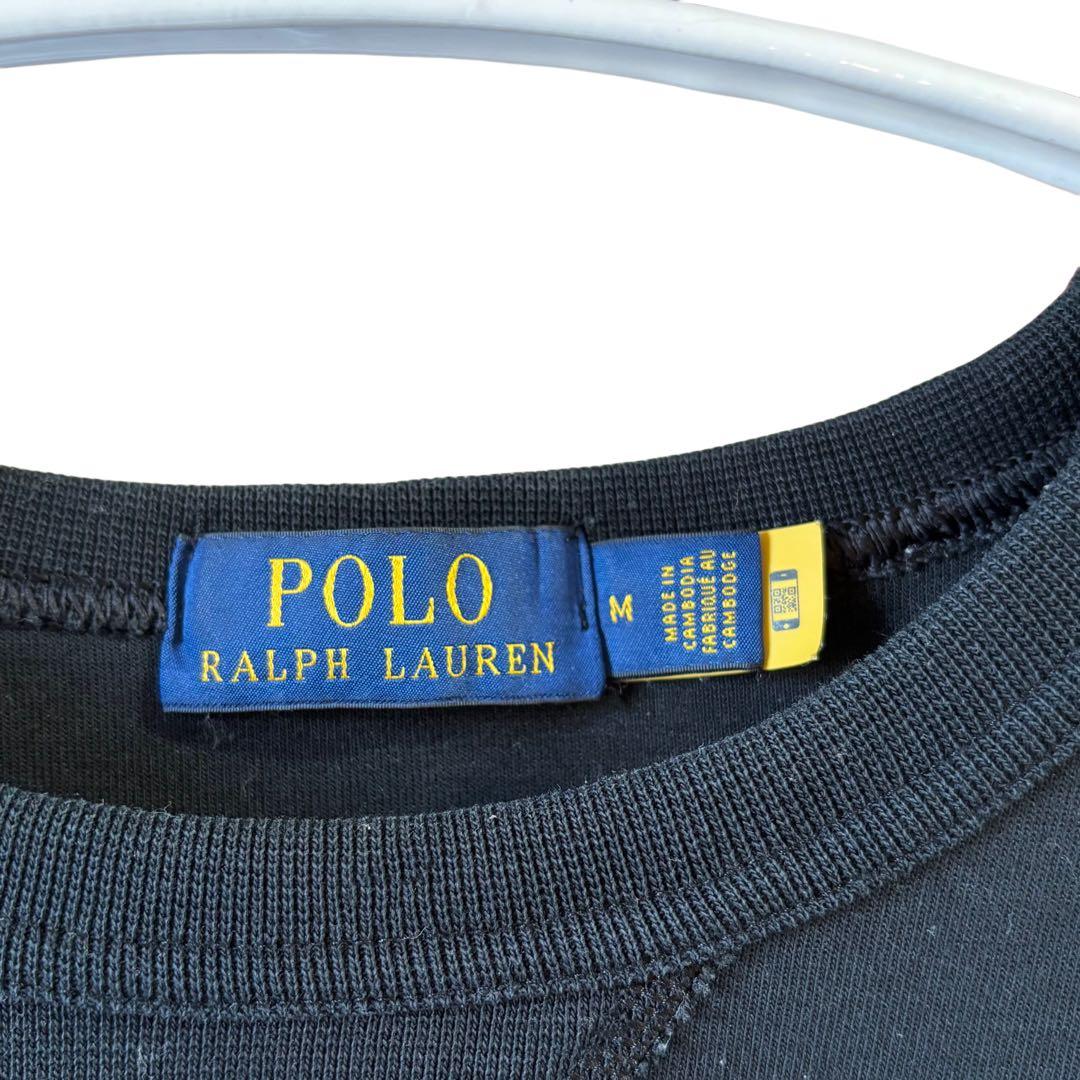 POLO
RALPH LAUREN
M
MADE IN
CAMBODIA
FABRIQUÉ AU
CAMBODGE